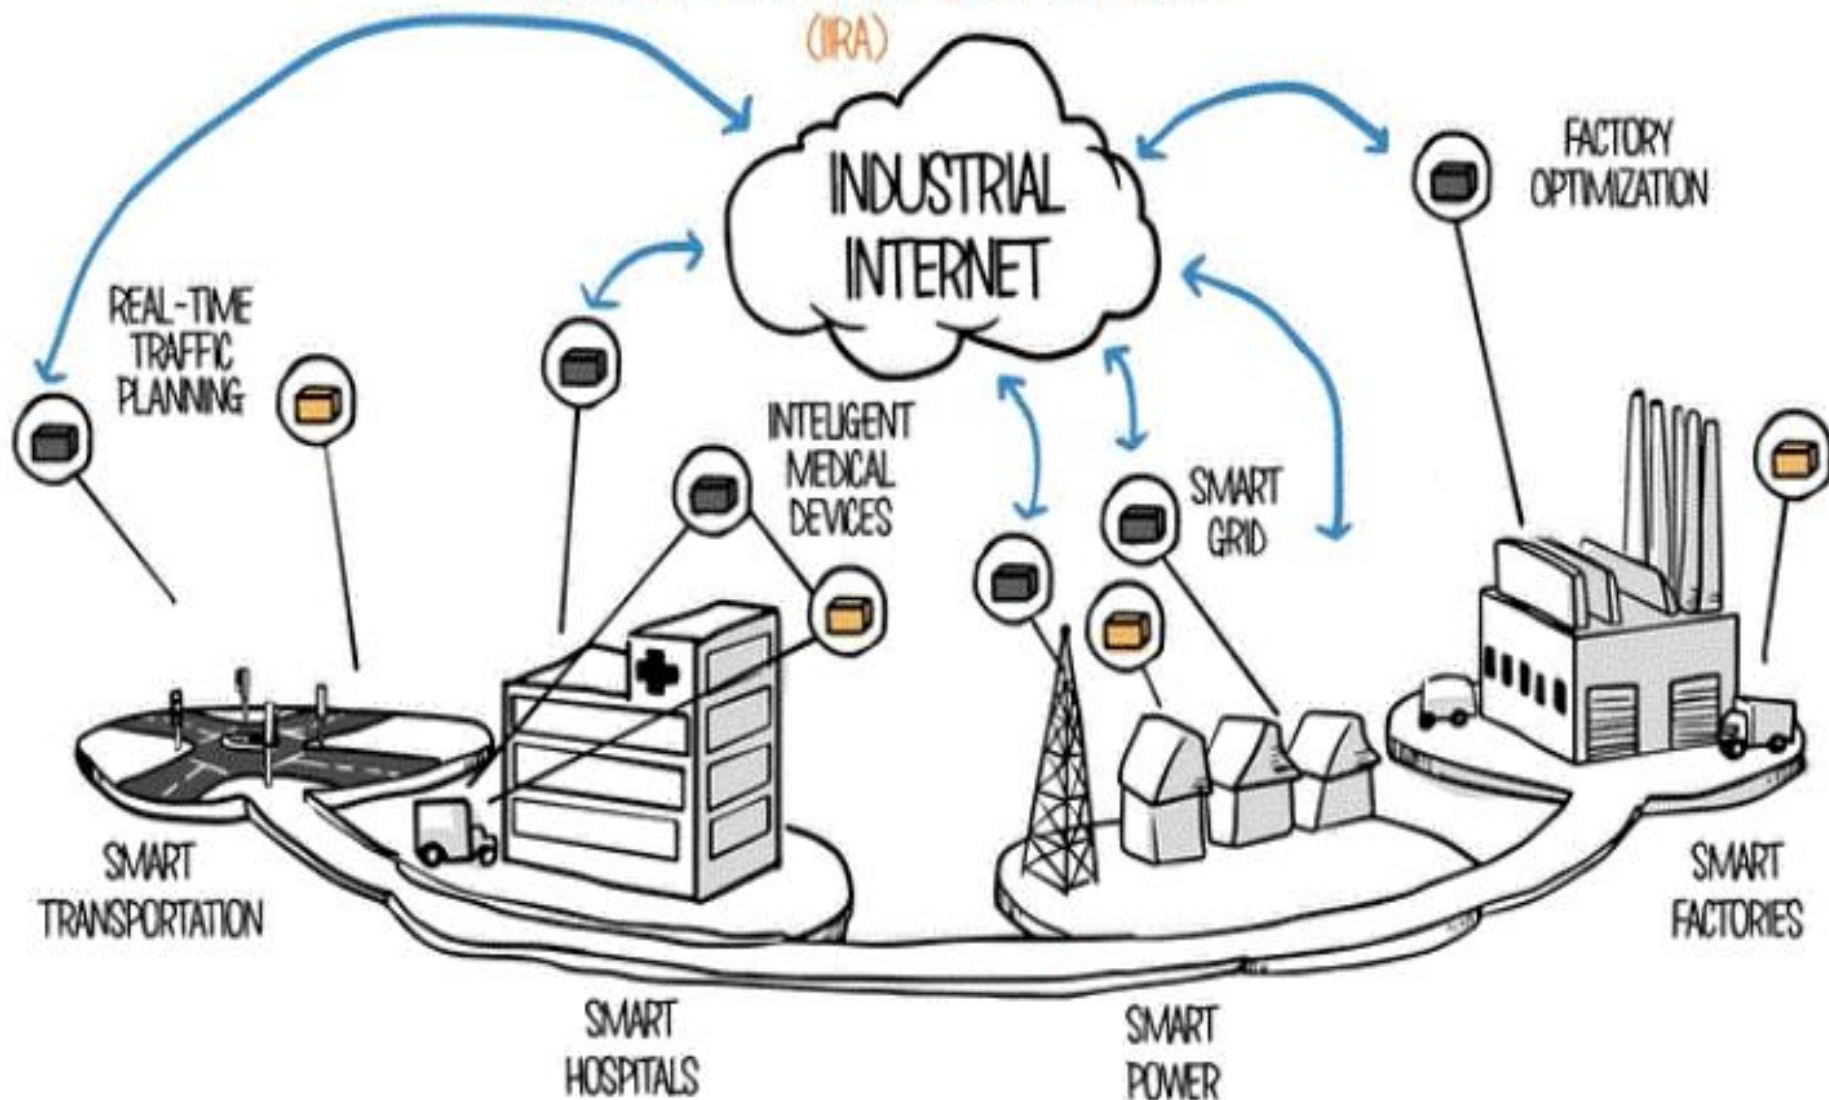 (IIRA)
INDUSTRIAL
INTERNET
FACTORY
OPTIMIZATION
REAL-TIME
TRAFFIC
PLANNING
INTELIGENT
MEDICAL
DEVICES
SMART
GRID
SMART
TRANSPORTATION
SMART
HOSPITALS
SMART
POWER
SMART
FACTORIES